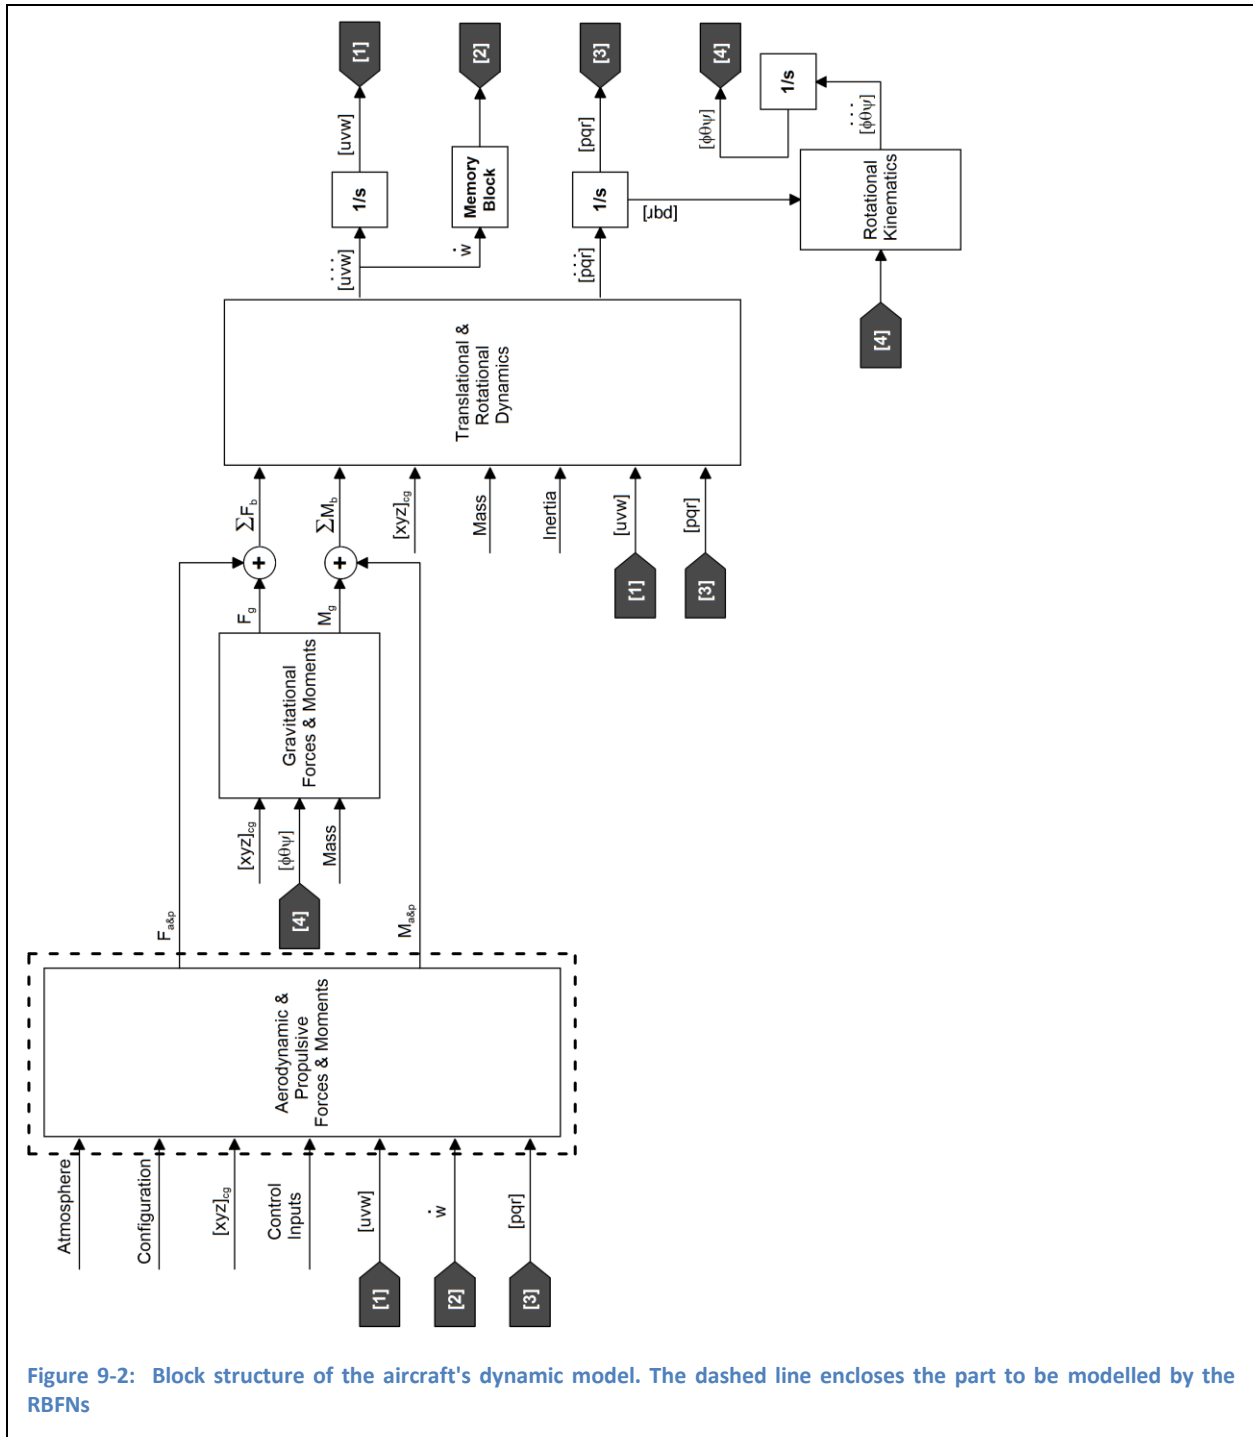 [1]
[2]
[3]
[4]
[uvw]
1/s
[u̇v̇ẇ]
Memory
Block
ẇ
[pqr]
1/s
[ṗq̇ṙ]
[pqr]
[ϕθψ]
1/s
[ϕ̇θ̇ψ̇]
Rotational
Kinematics
[4]
Translational &
Rotational
Dynamics
ΣF_b
ΣM_b
[xyz]cg
Mass
Inertia
[uvw]
[pqr]
[1]
[3]
+
+
F_g
M_g
Gravitational
Forces & Moments
[xyz]cg
[ϕθψ]
Mass
[4]
F_a&p
M_a&p
Aerodynamic &
Propulsive
Forces & Moments
Atmosphere
Configuration
[xyz]cg
Control
Inputs
[uvw]
ẇ
[pqr]
[1]
[2]
[3]
Figure 9-2: Block structure of the aircraft's dynamic model. The dashed line encloses the part to be modelled by the
RBFNs